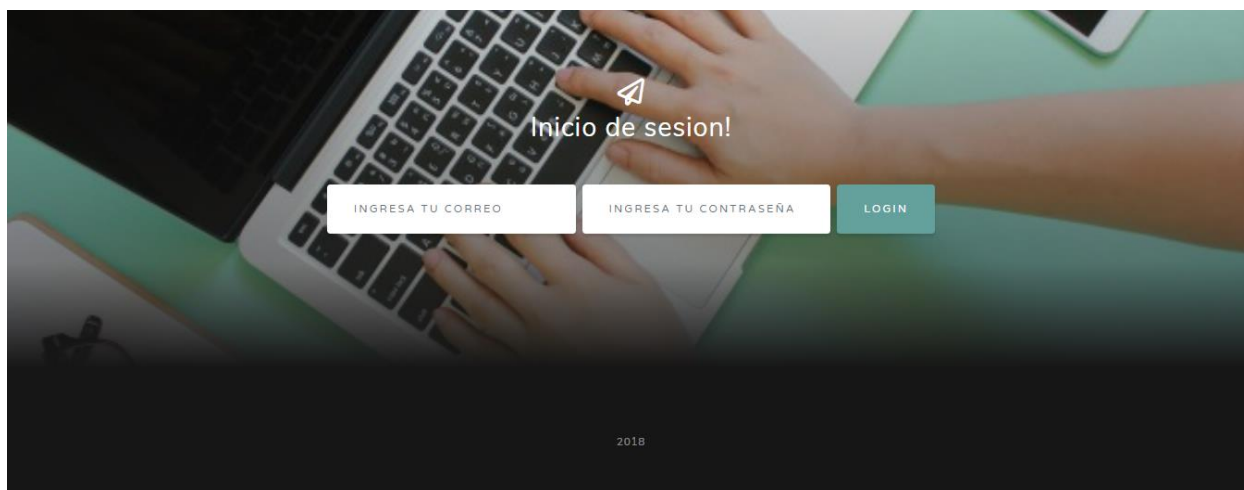 Inicio de sesion!
INGRESA TU CORREO
INGRESA TU CONTRASEÑA
LOGIN
2018